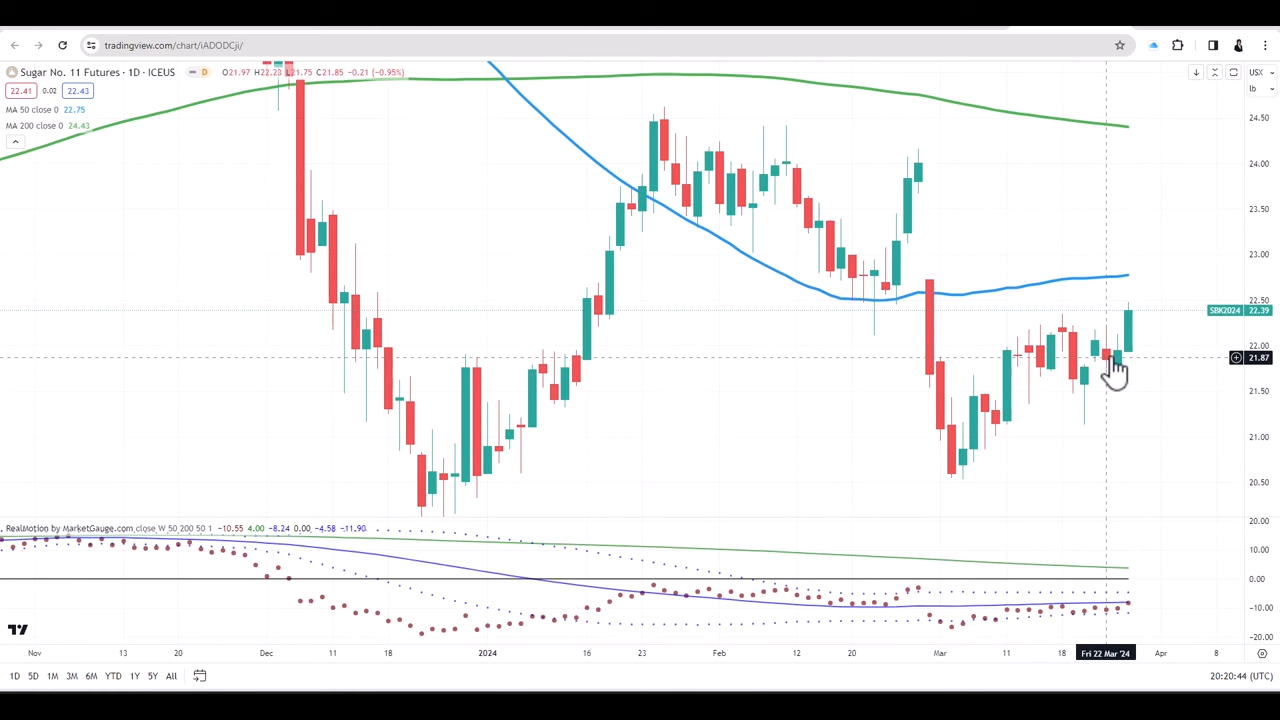 tradingview.com/chart/iADODCji/
Sugar No. 11 Futures · 1D · ICEUS D O21.97 H22.23 L21.75 C21.85 -0.21 (-0.95%)
USX
22.41 0.02 22.43
lb
MA 50 close 0 22.75
MA 200 close 0 24.43
24.50
24.00
23.50
23.00
22.50
SBK2024 22.39
22.00
21.87
21.50
21.00
20.50
RealMotion by MarketGauge.com close W 50 200 50 1 -10.55 4.00 -8.24 0.00 -4.58 -11.90
20.00
10.00
0.00
-10.00
-20.00
Nov 13 20 Dec 11 18 2024 16 23 Feb 12 20 Mar 11 18 Fri 22 Mar '24 Apr 8
1D 5D 1M 3M 6M YTD 1Y 5Y All 20:20:44 (UTC)